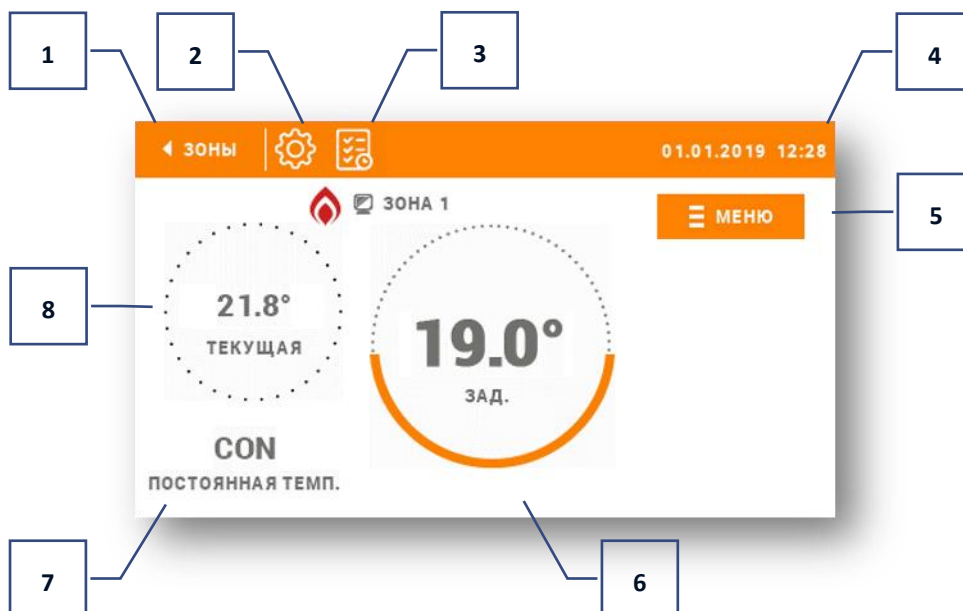 1
2
3
4
ЗОНЫ
01.01.2019 12:28
ЗОНА 1
МЕНЮ
5
8
21.8°
ТЕКУЩАЯ
19.0°
ЗАД.
CON
ПОСТОЯННАЯ ТЕМП.
7
6